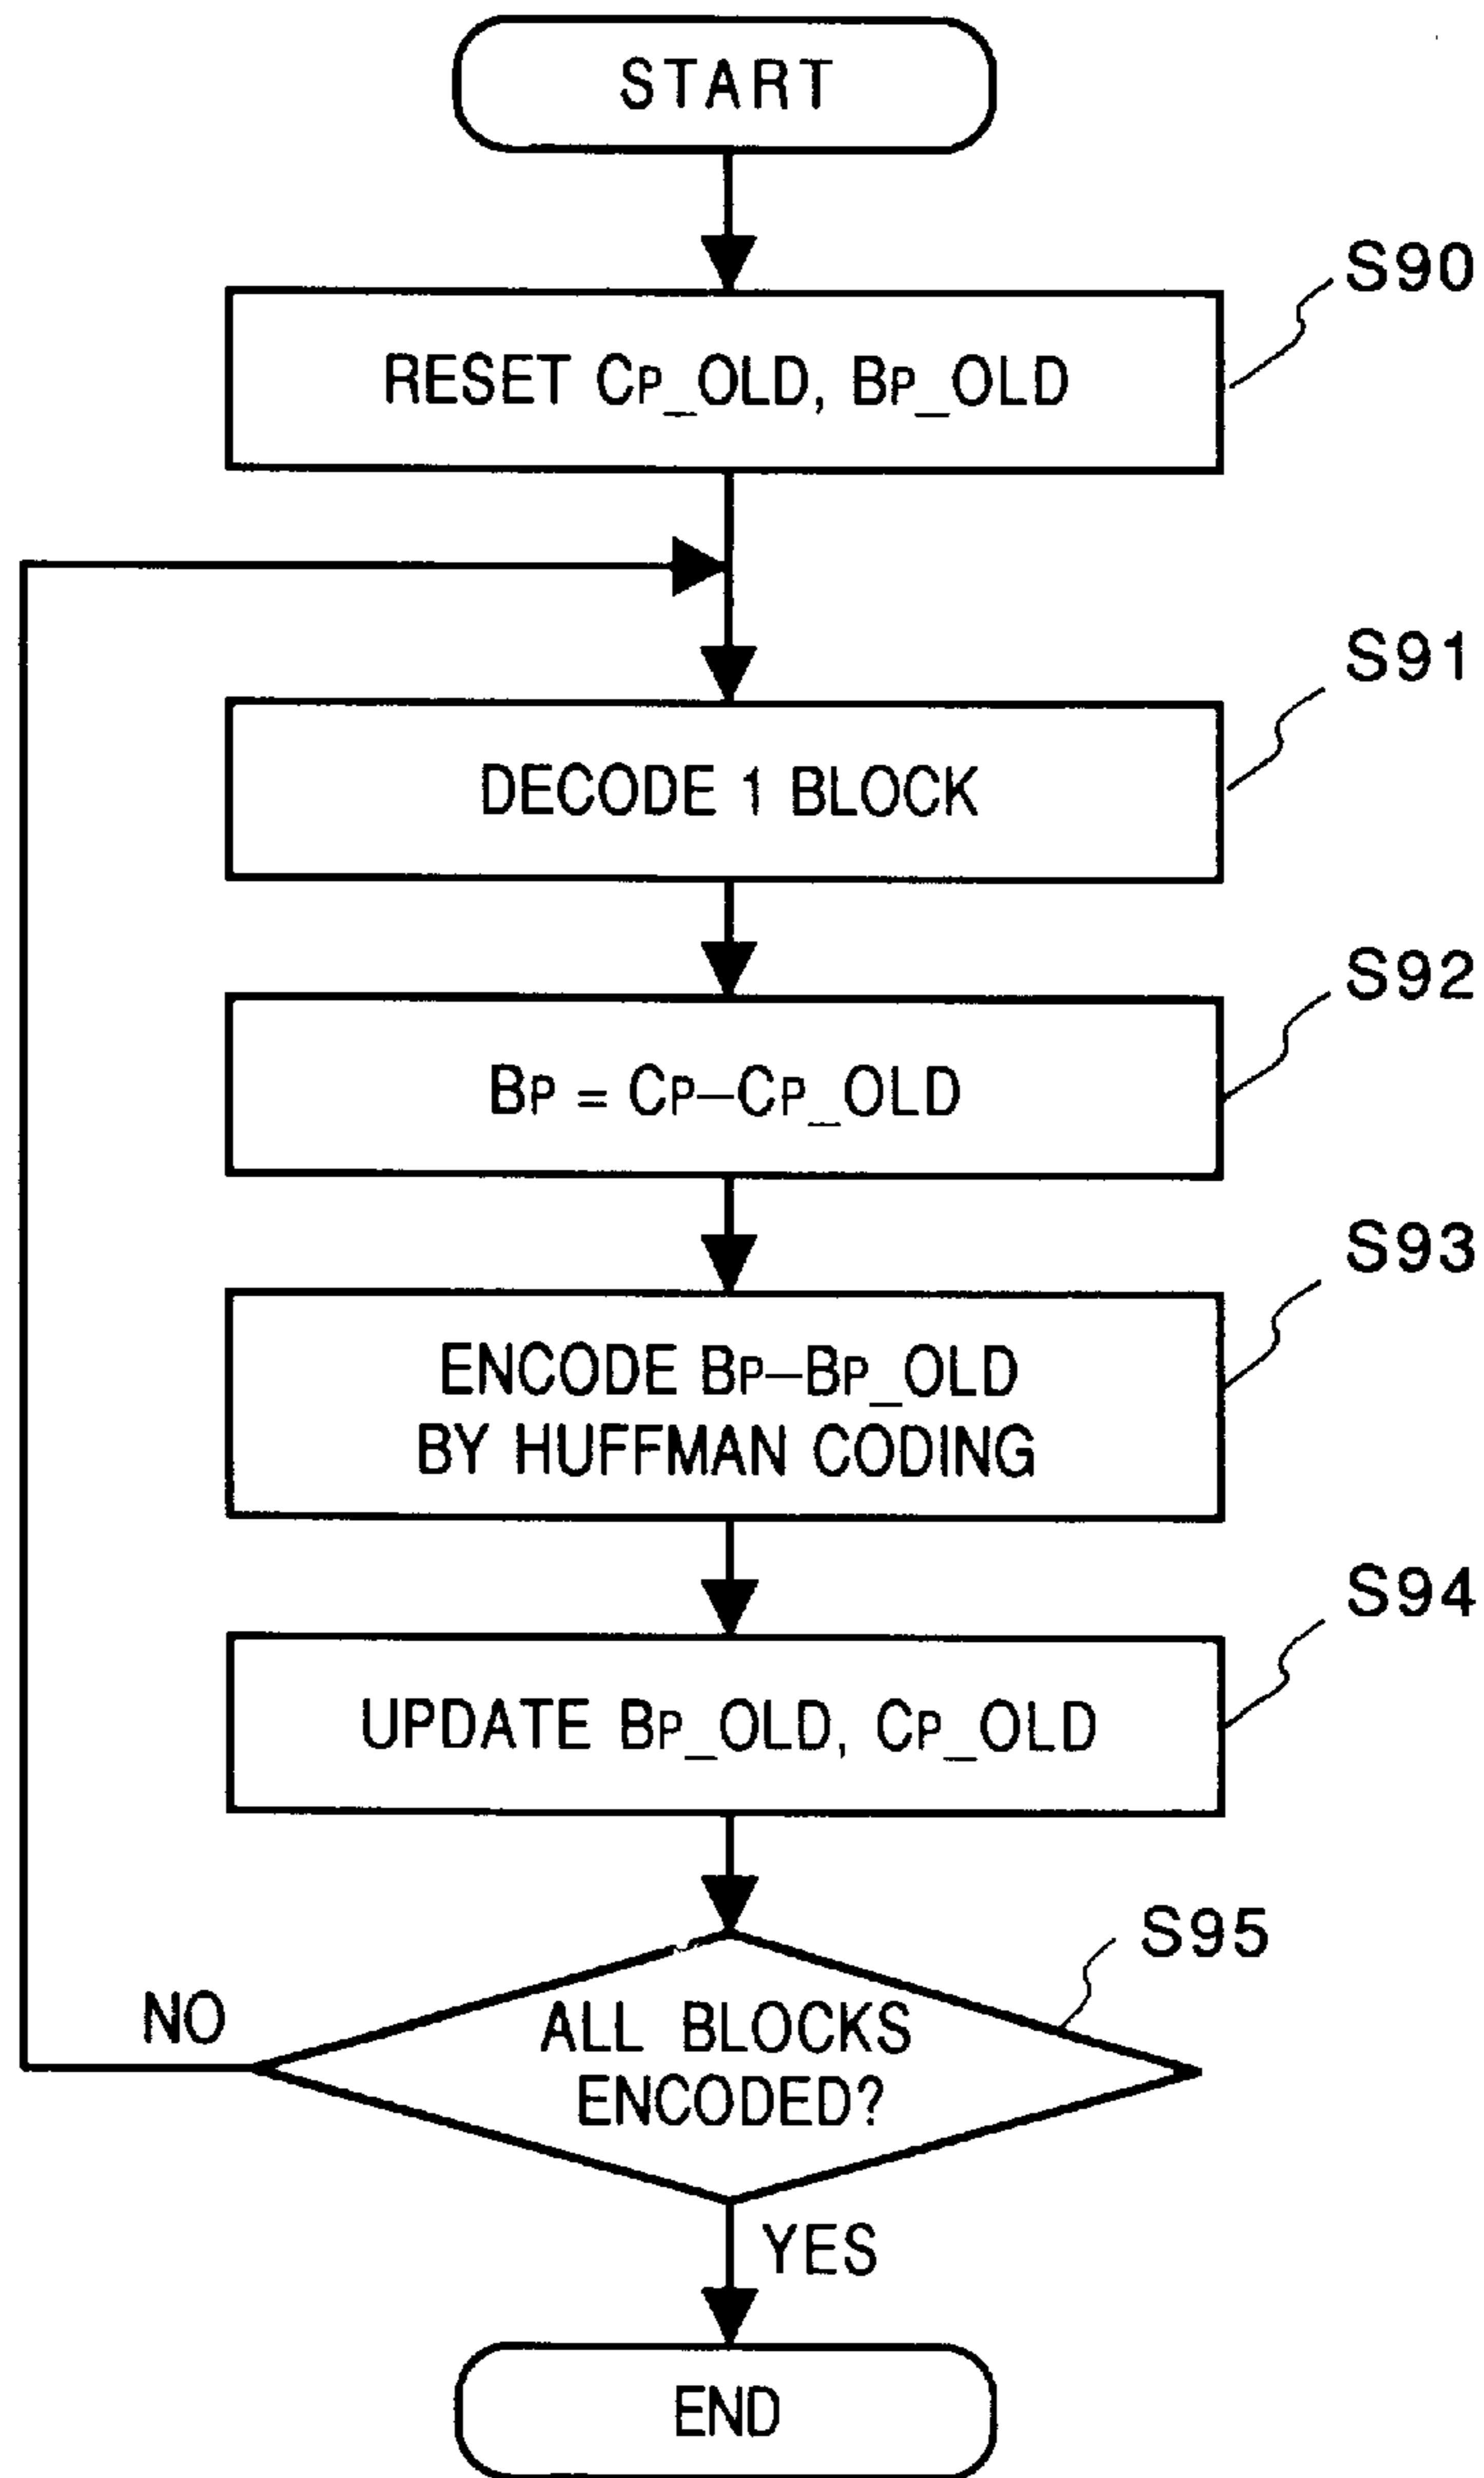 START
S90
RESET CP_OLD, BP_OLD
S91
DECODE 1 BLOCK
S92
BP = CP–CP_OLD
S93
ENCODE BP–BP_OLD
BY HUFFMAN CODING
S94
UPDATE BP_OLD, CP_OLD
S95
NO
ALL BLOCKS
ENCODED?
YES
END